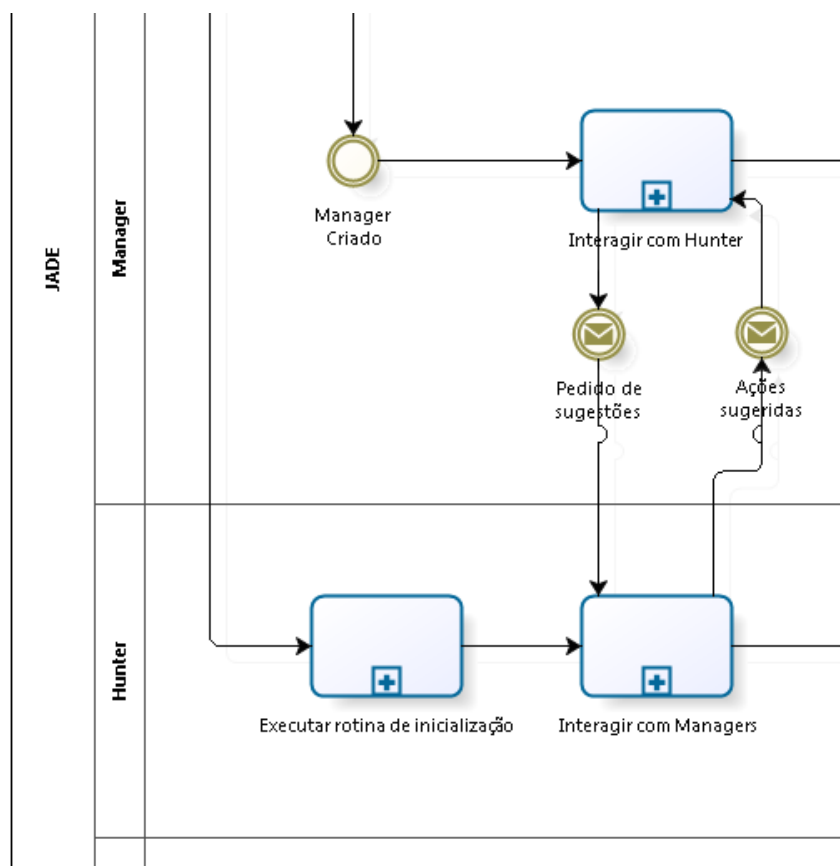 JADE
Manager
Manager
Criado
Interagir com Hunter
Pedido de
sugestões
Ações
sugeridas
Hunter
Executar rotina de inicialização
Interagir com Managers